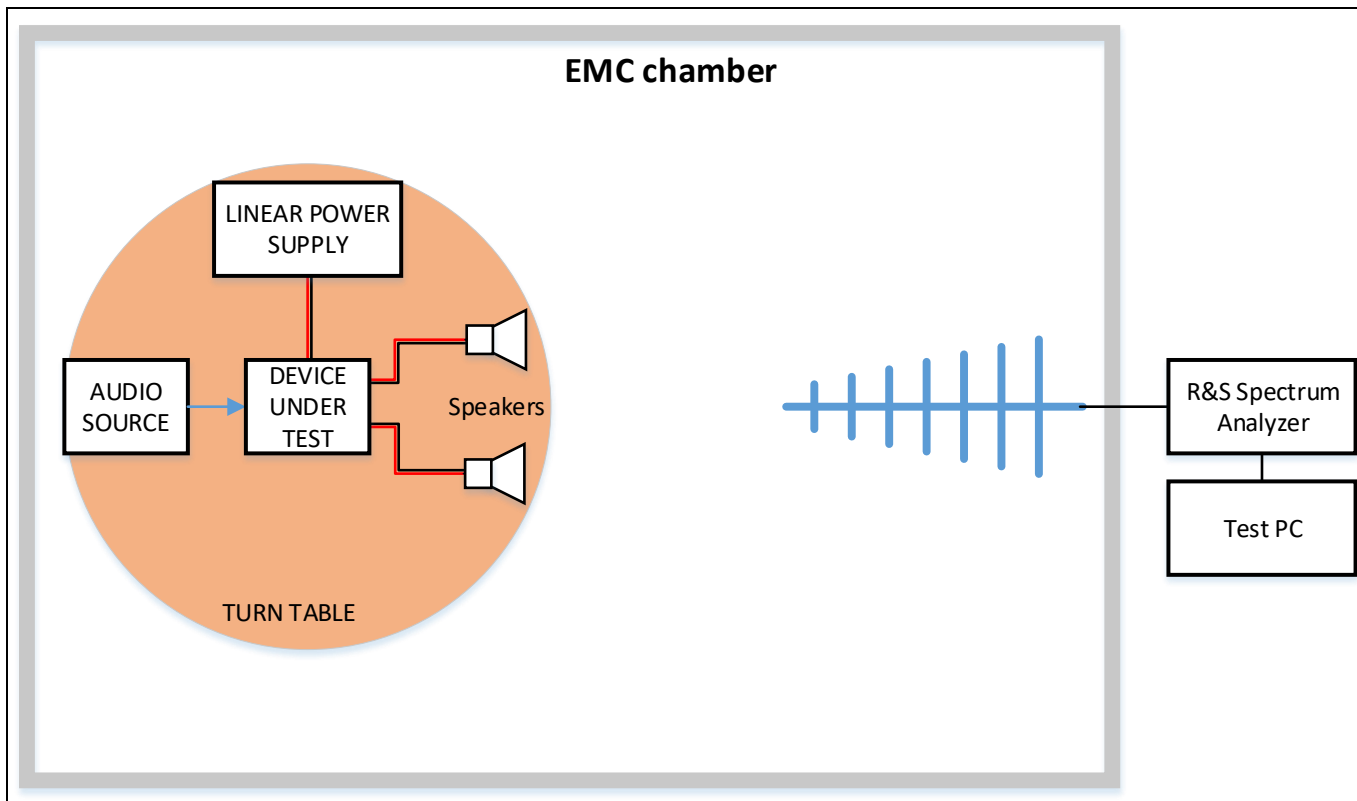 EMC chamber
LINEAR POWER
SUPPLY
AUDIO
SOURCE
DEVICE
UNDER
TEST
Speakers
TURN TABLE
R&S Spectrum
Analyzer
Test PC